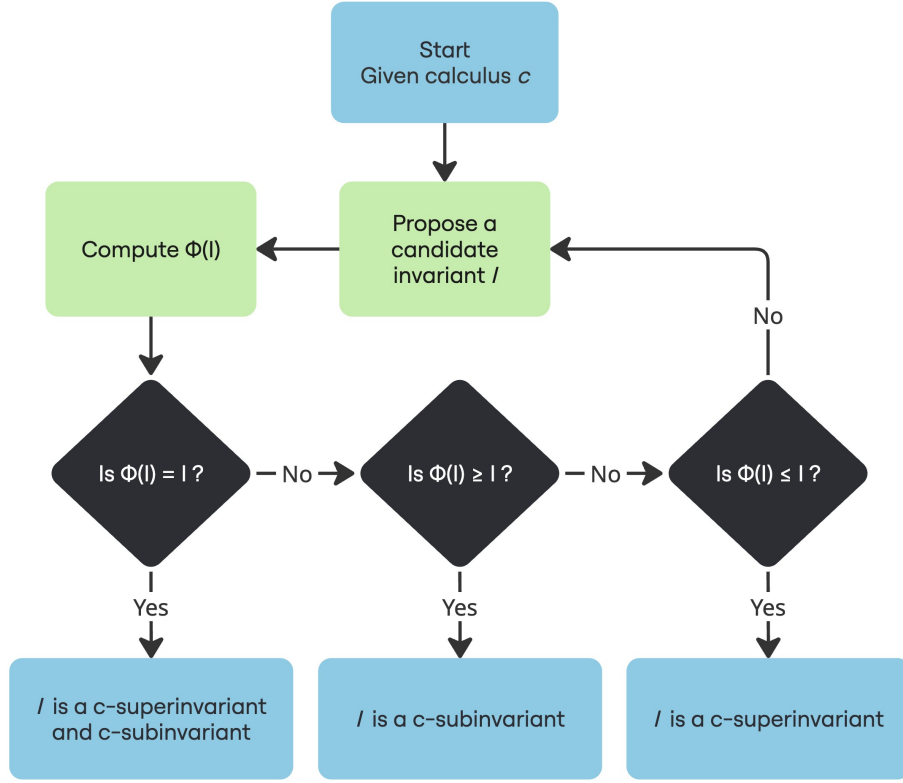 Start
Given calculus c
Compute Φ(I)
Propose a
candidate
invariant I
No
Is Φ(I) = I ?
No
Is Φ(I) ≥ I ?
No
Is Φ(I) ≤ I ?
Yes
Yes
Yes
I is a c-superinvariant
and c-subinvariant
I is a c-subinvariant
I is a c-superinvariant